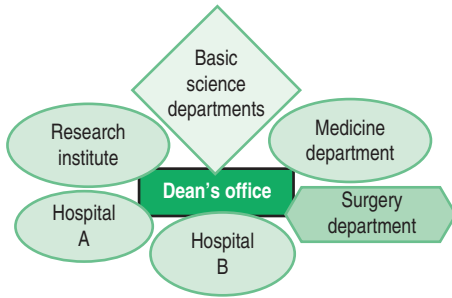 Basic
science
departments
Research
institute
Medicine
department
Dean's office
Surgery
department
Hospital
A
Hospital
B